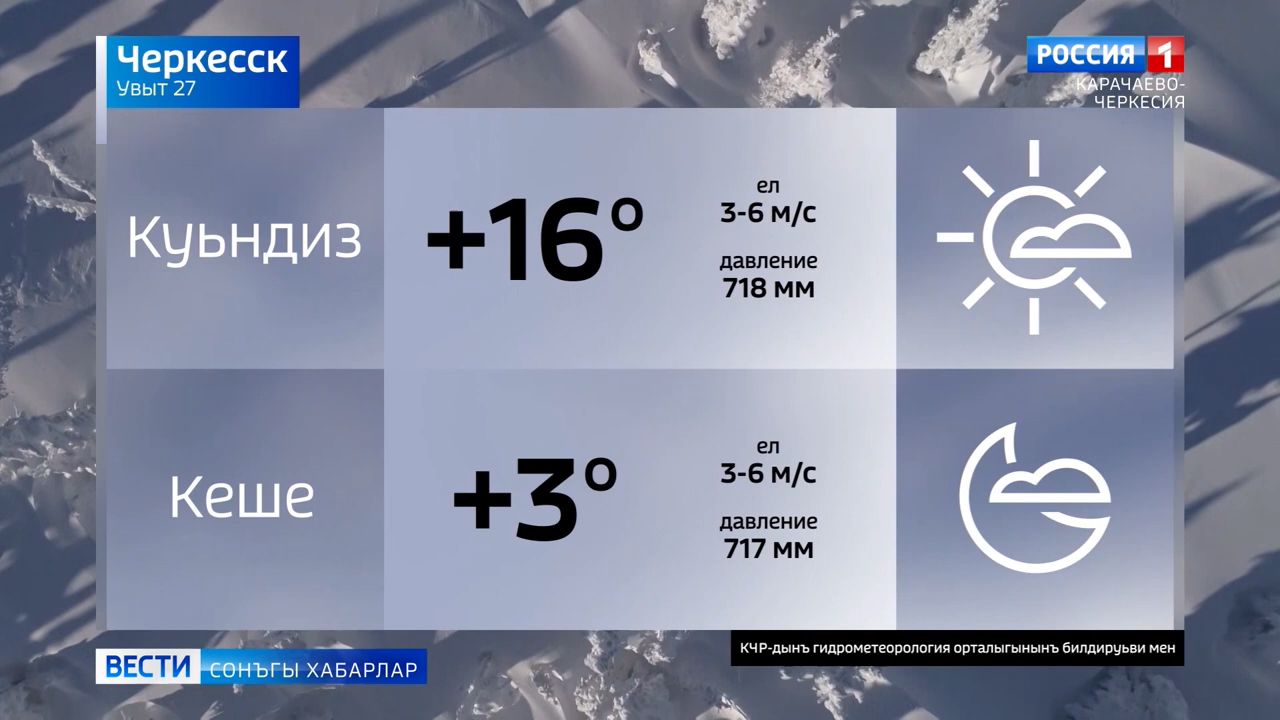 Черкесск
Увыт 27
РОССИЯ 1
КАРАЧАЕВО-
ЧЕРКЕСИЯ
Куьндиз
+16°
ел
3-6 м/с
давление
718 мм
Кеше
+3°
ел
3-6 м/с
давление
717 мм
КЧР-дынъ гидрометеорология орталыгынынъ билдируьви мен
ВЕСТИ СОНЪГЫ ХАБАРЛАР